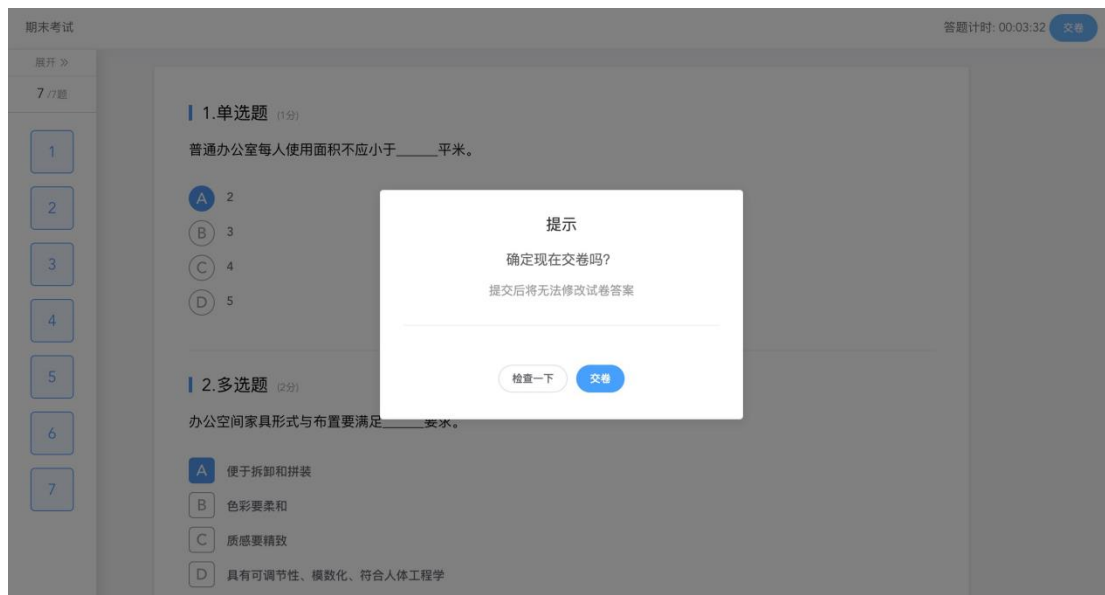 期末考试
答题计时: 00:03:32 交卷
展开 »
7 /7题
1
2
3
4
5
6
7
1.单选题 (1分)
普通办公室每人使用面积不应小于______平米。
A 2
B 3
C 4
D 5
提示
确定现在交卷吗?
提交后将无法修改试卷答案
检查一下 交卷
2.多选题 (2分)
办公空间家具形式与布置要满足______要求。
A 便于拆卸和拼装
B 色彩要柔和
C 质感要精致
D 具有可调节性、模数化、符合人体工程学